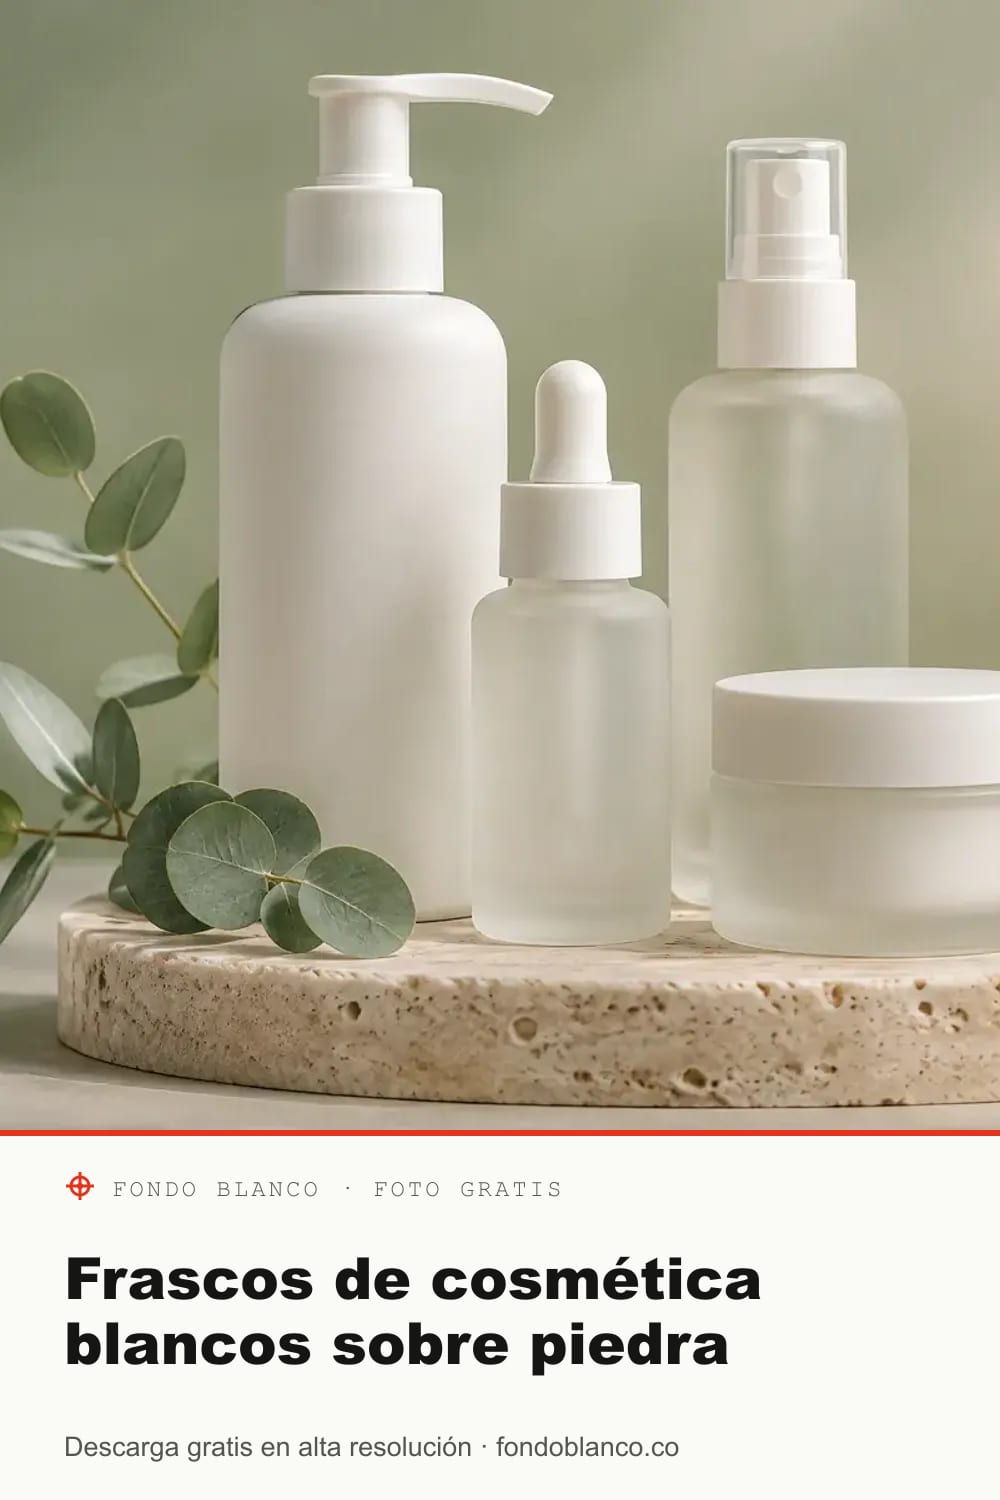 FONDO BLANCO · FOTO GRATIS
Frascos de cosmética
blancos sobre piedra
Descarga gratis en alta resolución · fondoblanco.co